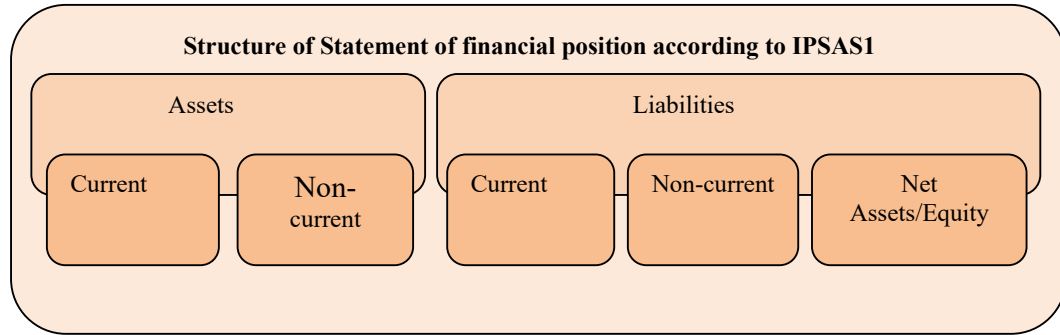 Structure of Statement of financial position according to IPSAS1
Assets
Liabilities
Current
Non-
current
Current
Non-current
Net
Assets/Equity